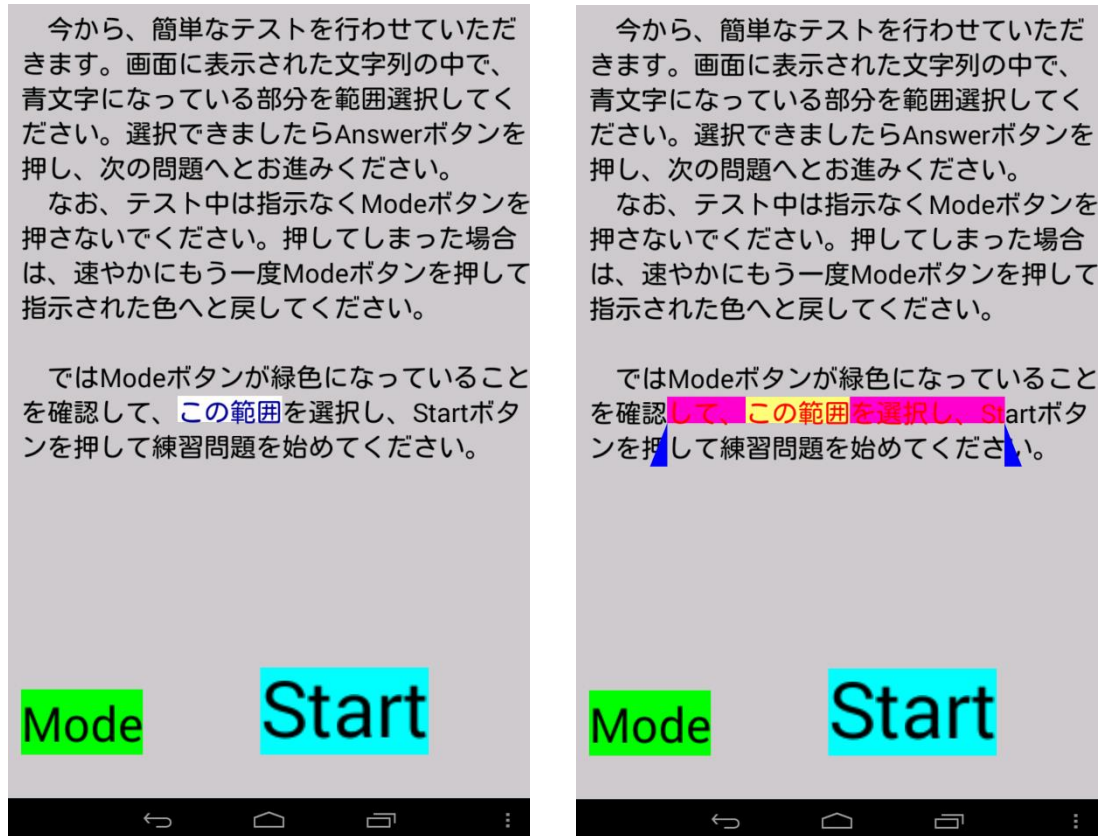 今から、簡単なテストを行わせていただ
きます。画面に表示された文字列の中で、
青文字になっている部分を範囲選択してく
ださい。選択できましたらAnswerボタンを
押し、次の問題へとお進みください。
　なお、テスト中は指示なくModeボタンを
押さないでください。押してしまった場合
は、速やかにもう一度Modeボタンを押して
指示された色へと戻してください。
　ではModeボタンが緑色になっていること
を確認して、この範囲を選択し、Startボタ
ンを押して練習問題を始めてください。
Mode
Start
　今から、簡単なテストを行わせていただ
きます。画面に表示された文字列の中で、
青文字になっている部分を範囲選択してく
ださい。選択できましたらAnswerボタンを
押し、次の問題へとお進みください。
　なお、テスト中は指示なくModeボタンを
押さないでください。押してしまった場合
は、速やかにもう一度Modeボタンを押して
指示された色へと戻してください。
　ではModeボタンが緑色になっていること
を確認して、この範囲を選択し、Startボタ
ンを押して練習問題を始めてください。
Mode
Start